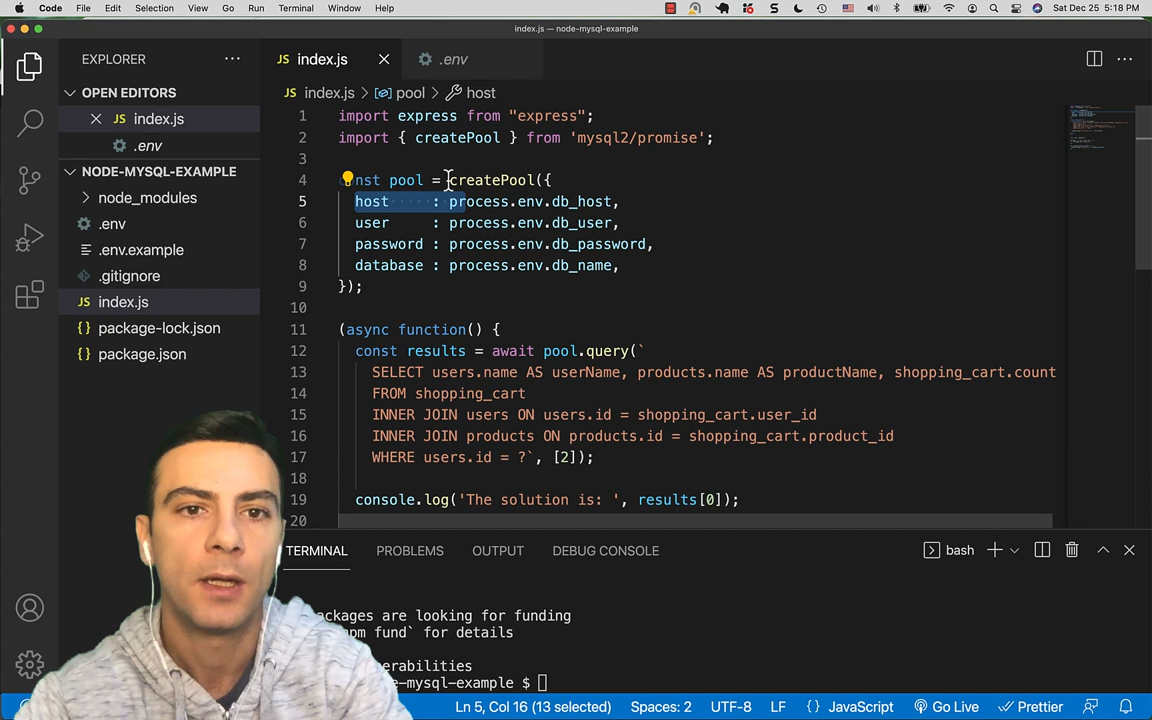 Code File Edit Selection View Go Run Terminal Window Help Sat Dec 25 5:18 PM
index.js — node-mysql-example
EXPLORER
OPEN EDITORS
JS index.js
.env
NODE-MYSQL-EXAMPLE
node_modules
.env
.env.example
.gitignore
JS index.js
{} package-lock.json
{} package.json
JS index.js
.env
JS index.js > pool > host
1 import express from "express";
2 import { createPool } from 'mysql2/promise';
3
4 nst pool = createPool({
5 host : process.env.db_host,
6 user : process.env.db_user,
7 password : process.env.db_password,
8 database : process.env.db_name,
9 });
10
11 (async function() {
12 const results = await pool.query(`
13 SELECT users.name AS userName, products.name AS productName, shopping_cart.count
14 FROM shopping_cart
15 INNER JOIN users ON users.id = shopping_cart.user_id
16 INNER JOIN products ON products.id = shopping_cart.product_id
17 WHERE users.id = ?`, [2]);
18
19 console.log('The solution is: ', results[0]);
20
TERMINAL PROBLEMS OUTPUT DEBUG CONSOLE
bash
ackages are looking for funding
npm fund` for details
erabilities
e-mysql-example $
Ln 5, Col 16 (13 selected) Spaces: 2 UTF-8 LF {} JavaScript Go Live Prettier